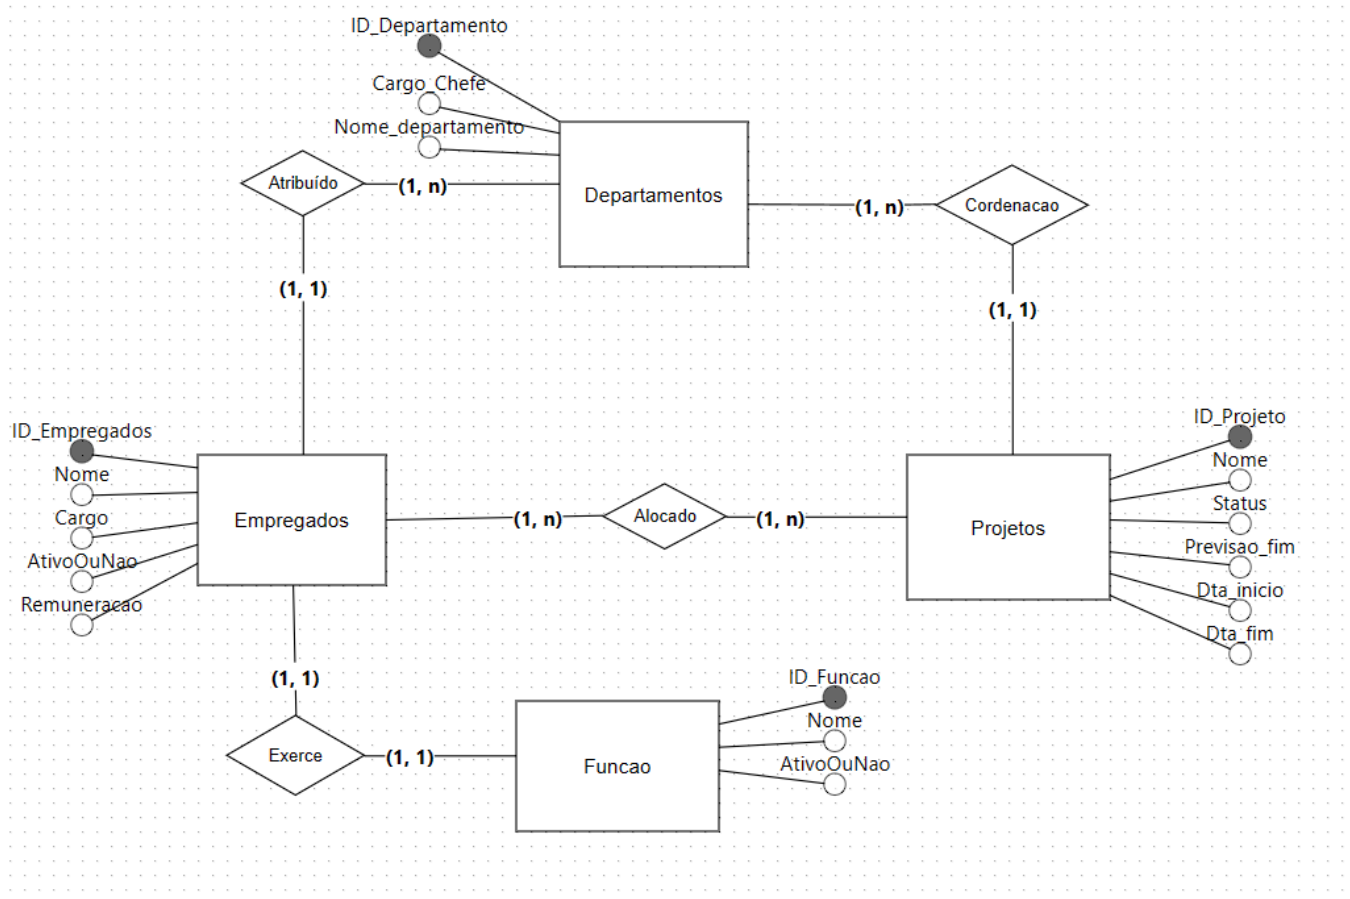 ID_Departamento
Cargo_Chefe
Nome_departamento
Atribuído
(1, n)
Departamentos
(1, n)
Cordenacao
(1, 1)
(1, 1)
ID_Empregados
Nome
Cargo
AtivoOuNao
Remuneracao
Empregados
(1, n)
Alocado
(1, n)
Projetos
ID_Projeto
Nome
Status
Previsao_fim
Dta_inicio
Dta_fim
(1, 1)
Exerce
(1, 1)
Funcao
ID_Funcao
Nome
AtivoOuNao